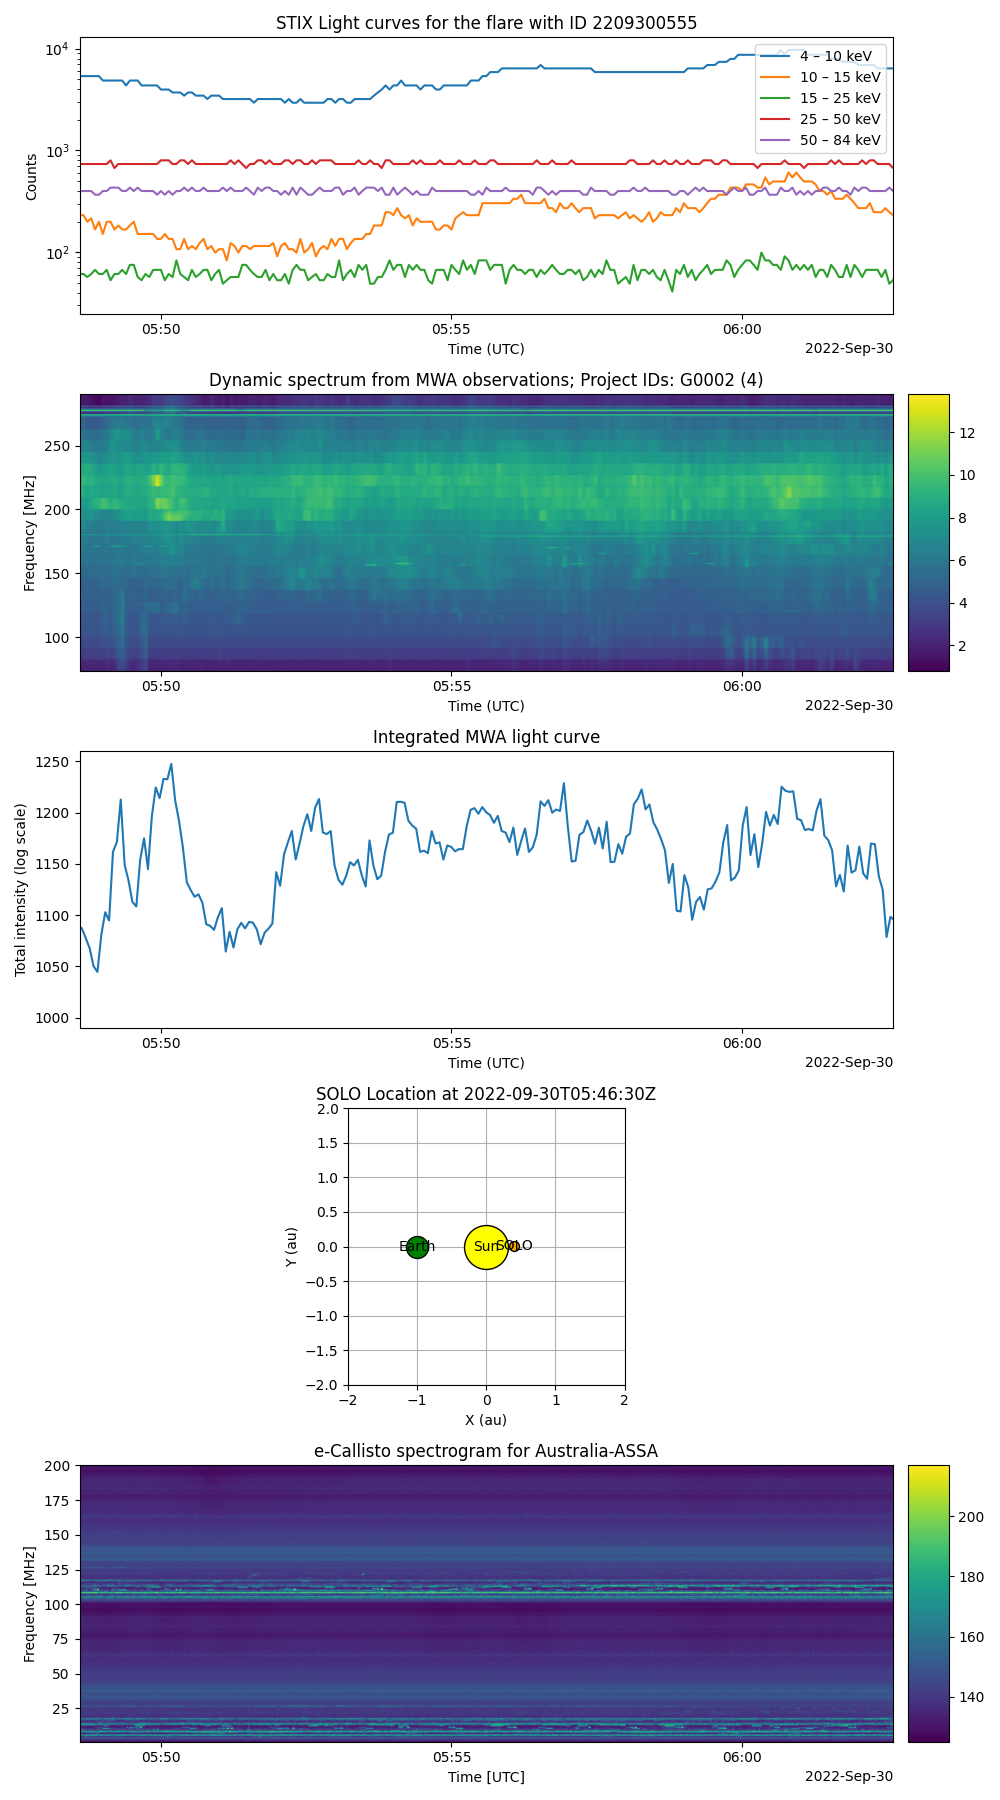 STIX Light curves for the flare with ID 2209300555
10⁴
10³
10²
Counts
4 – 10 keV
10 – 15 keV
15 – 25 keV
25 – 50 keV
50 – 84 keV
05:50 05:55 06:00
Time (UTC)
2022-Sep-30
Dynamic spectrum from MWA observations; Project IDs: G0002 (4)
250
200
150
100
Frequency [MHz]
12
10
8
6
4
2
05:50 05:55 06:00
Time (UTC)
2022-Sep-30
Integrated MWA light curve
1250
1200
1150
1100
1050
1000
Total intensity (log scale)
05:50 05:55 06:00
Time (UTC)
2022-Sep-30
SOLO Location at 2022-09-30T05:46:30Z
2.0
1.5
1.0
0.5
0.0
−0.5
−1.0
−1.5
−2.0
Y (au)
Earth Sun SOLO
−2 −1 0 1 2
X (au)
e-Callisto spectrogram for Australia-ASSA
200
175
150
125
100
75
50
25
Frequency [MHz]
200
180
160
140
05:50 05:55 06:00
Time [UTC]
2022-Sep-30